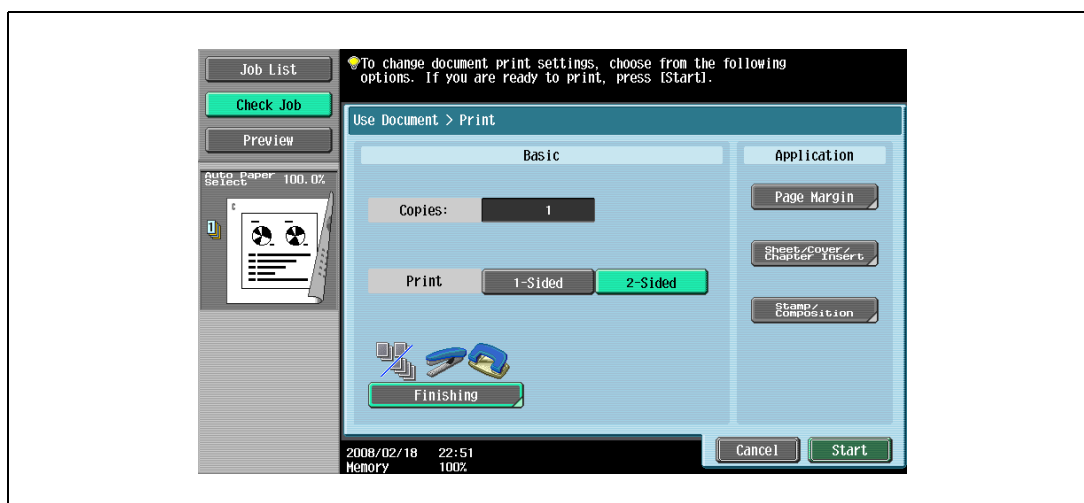 Job List
Check Job
Preview
Auto Paper
Select 100.0%
To change document print settings, choose from the following
options. If you are ready to print, press [Start].
Use Document > Print
Basic
Copies: 1
Print 1-Sided 2-Sided
Finishing
Application
Page Margin
Sheet/Cover/
Chapter Insert
Stamp/
Composition
2008/02/18 22:51
Memory 100%
Cancel Start